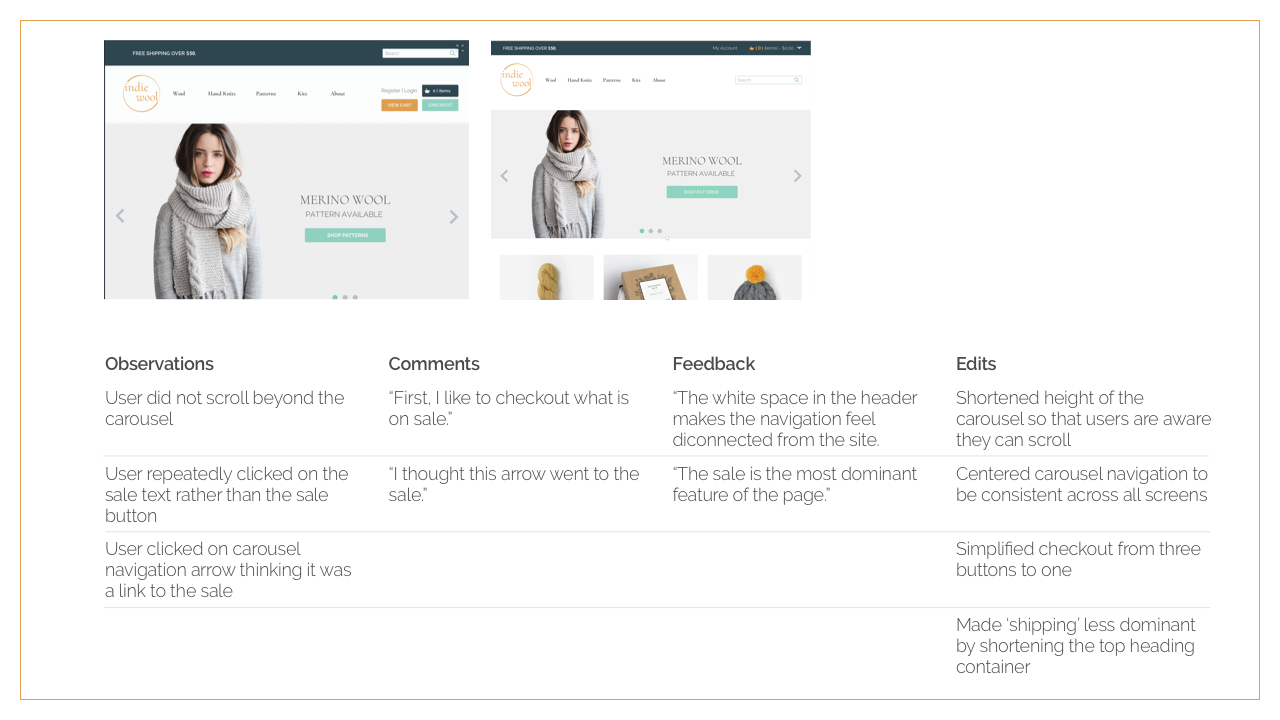 FREE SHIPPING OVER $50.
Search
indie
wool
Wool Hand Knits Patterns Kits About
Register | Login
0 | Items
VIEW CART
CHECKOUT
MERINO WOOL
PATTERN AVAILABLE
SHOP PATTERNS
FREE SHIPPING OVER $50.
My Account
( 0 ) item(s) - $0.00
indie
wool
Wool Hand Knits Patterns Kits About
Search
MERINO WOOL
PATTERN AVAILABLE
SHOP PATTERNS
Observations
User did not scroll beyond the
carousel
User repeatedly clicked on the
sale text rather than the sale
button
User clicked on carousel
navigation arrow thinking it was
a link to the sale
Comments
“First, I like to checkout what is
on sale.”
“I thought this arrow went to the
sale.”
Feedback
“The white space in the header
makes the navigation feel
diconnected from the site.
“The sale is the most dominant
feature of the page.”
Edits
Shortened height of the
carousel so that users are aware
they can scroll
Centered carousel navigation to
be consistent across all screens
Simplified checkout from three
buttons to one
Made ‘shipping’ less dominant
by shortening the top heading
container